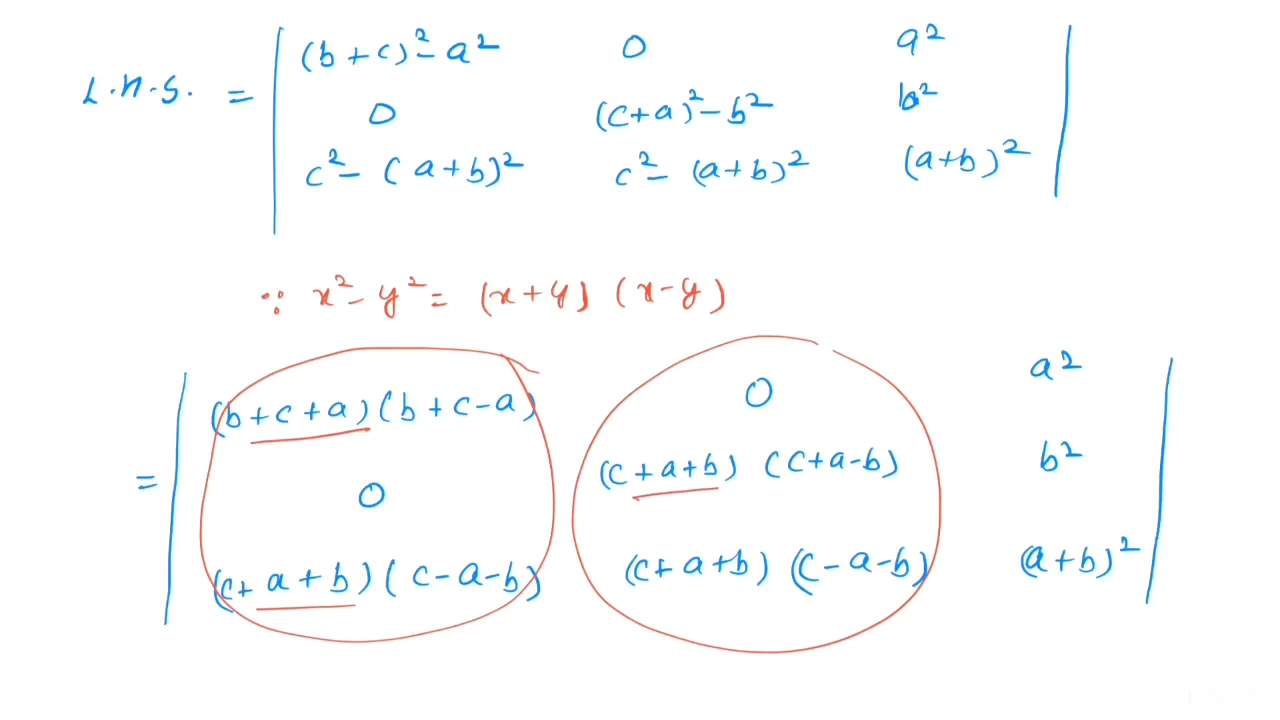 L.H.S. = | (b+c)²-a² 0 a² |
| 0 (c+a)²-b² b² |
| c²-(a+b)² c²-(a+b)² (a+b)² |
∵ x²-y² = (x+y) (x-y)
= | (b+c+a)(b+c-a) 0 a² |
| 0 (c+a+b) (c+a-b) b² |
| (c+a+b)(c-a-b) (c+a+b) (c-a-b) (a+b)² |